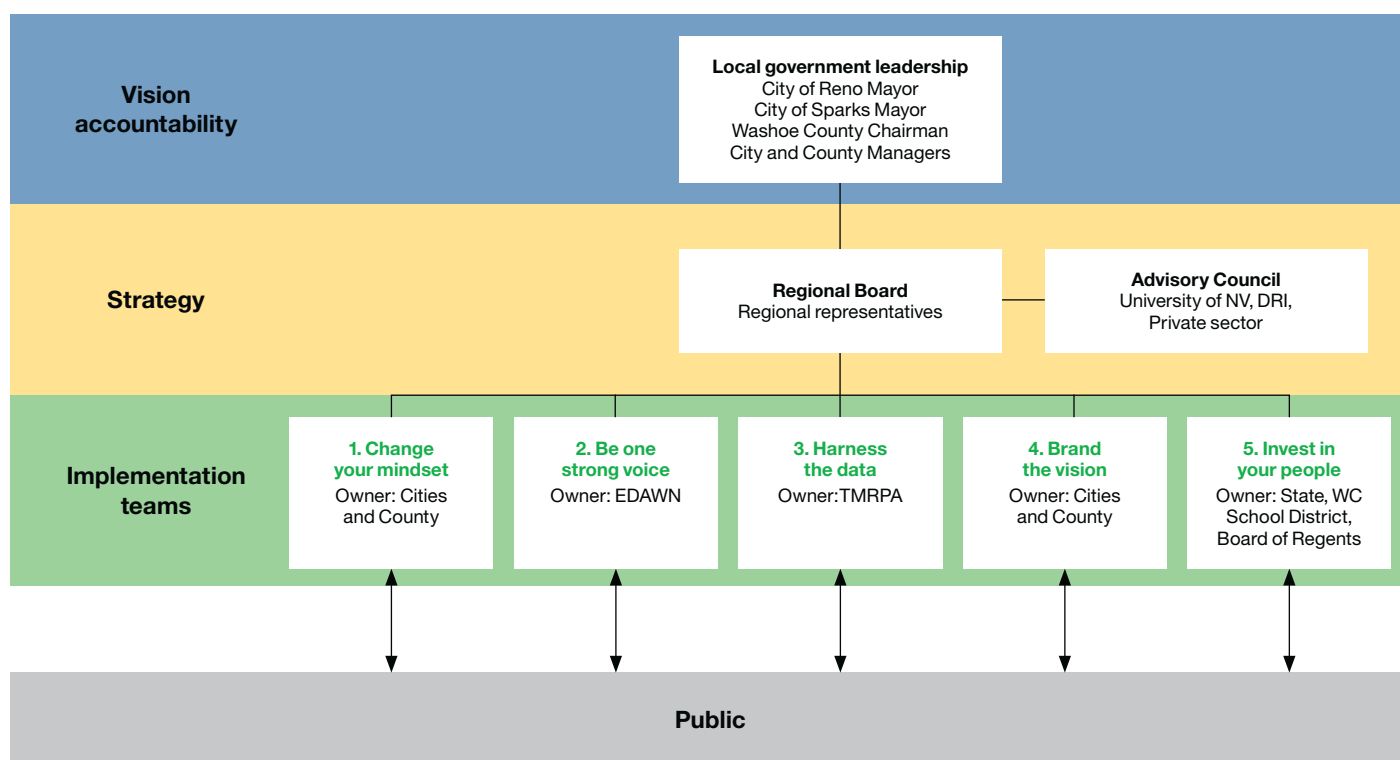 Vision
accountability
Local government leadership
City of Reno Mayor
City of Sparks Mayor
Washoe County Chairman
City and County Managers
Strategy
Regional Board
Regional representatives
Advisory Council
University of NV, DRI,
Private sector
Implementation
teams
1. Change
your mindset
Owner: Cities
and County
2. Be one
strong voice
Owner: EDAWN
3. Harness
the data
Owner:TMRPA
4. Brand
the vision
Owner: Cities
and County
5. Invest in
your people
Owner: State, WC
School District,
Board of Regents
Public